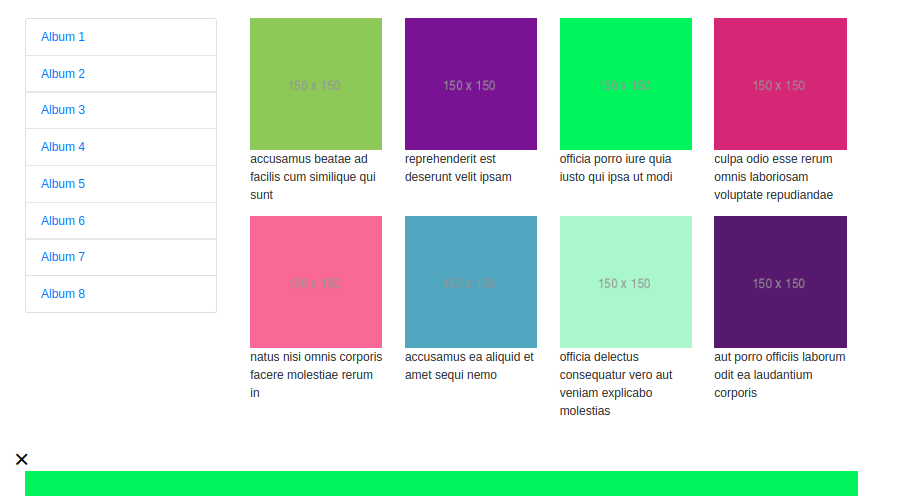 Album 1
Album 2
Album 3
Album 4
Album 5
Album 6
Album 7
Album 8
150 x 150
accusamus beatae ad
facilis cum similique qui
sunt
150 x 150
reprehenderit est
deserunt velit ipsam
150 x 150
officia porro iure quia
iusto qui ipsa ut modi
150 x 150
culpa odio esse rerum
omnis laboriosam
voluptate repudiandae
150 x 150
natus nisi omnis corporis
facere molestiae rerum
in
150 x 150
accusamus ea aliquid et
amet sequi nemo
150 x 150
officia delectus
consequatur vero aut
veniam explicabo
molestias
150 x 150
aut porro officiis laborum
odit ea laudantium
corporis
×